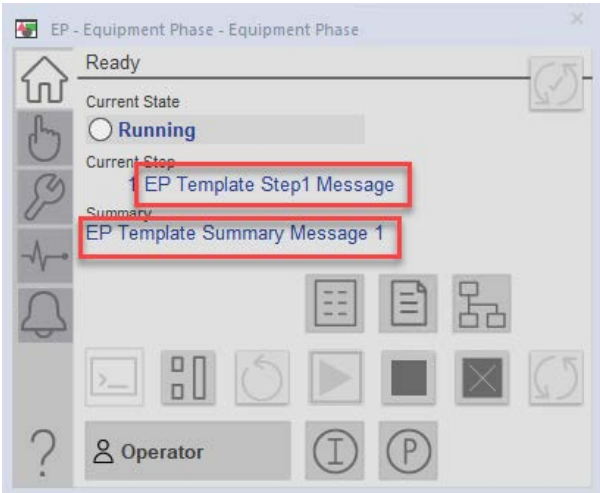 EP - Equipment Phase - Equipment Phase
Ready
Current State
Running
Current Step
1 EP Template Step1 Message
Summary
EP Template Summary Message 1
Operator
I
P
?